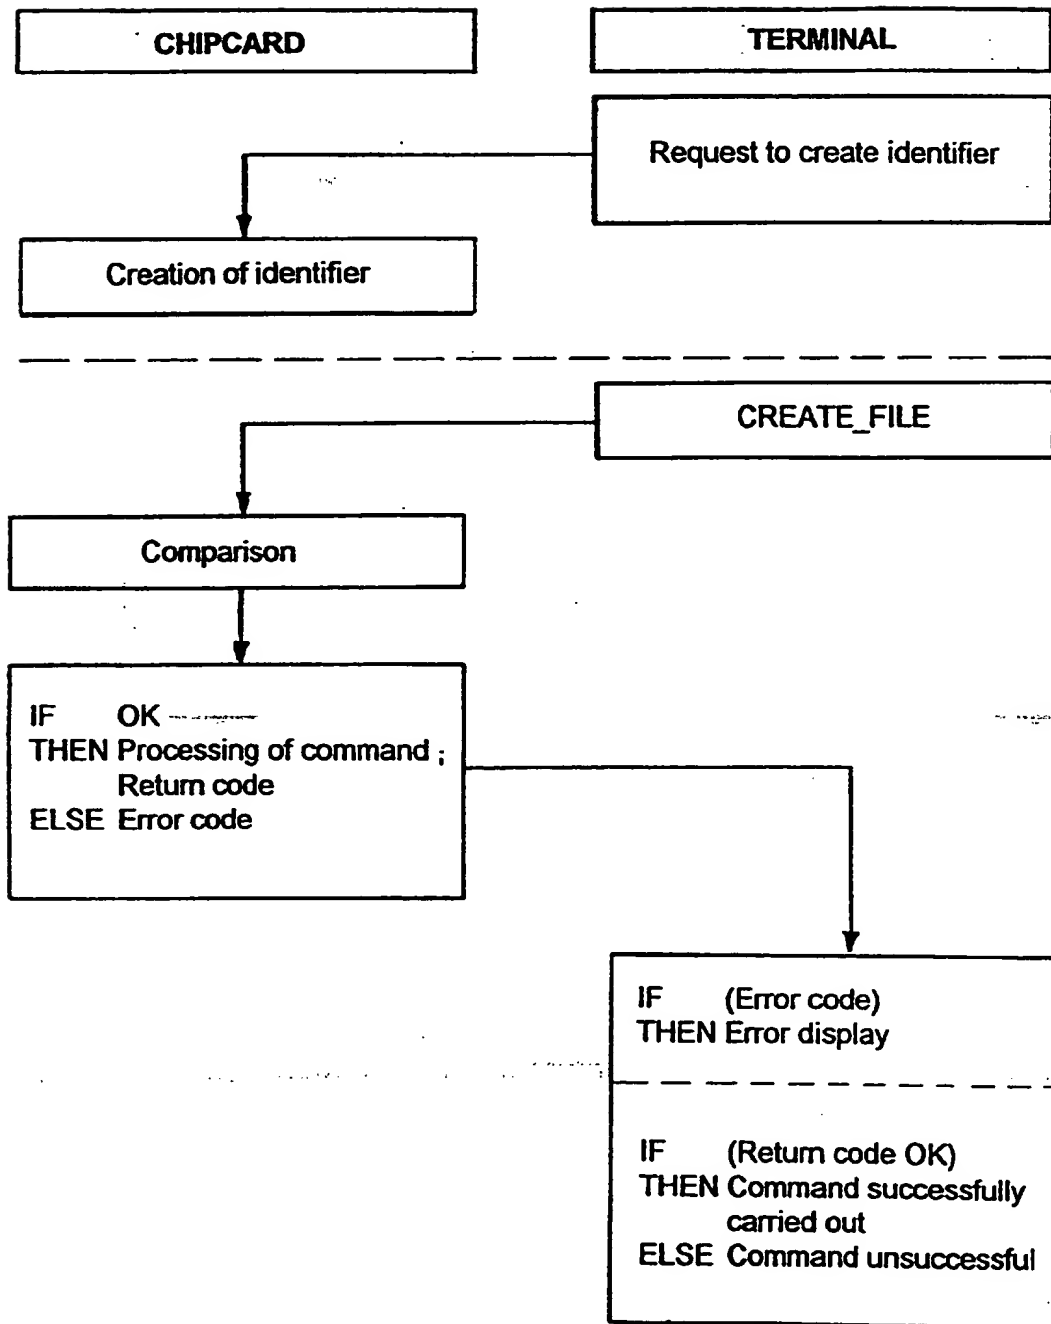 CHIPCARD
TERMINAL
Request to create identifier
Creation of identifier
CREATE_FILE
Comparison
IF OK
THEN Processing of command ;
Return code
ELSE Error code
IF (Error code)
THEN Error display
IF (Return code OK)
THEN Command successfully
carried out
ELSE Command unsuccessful